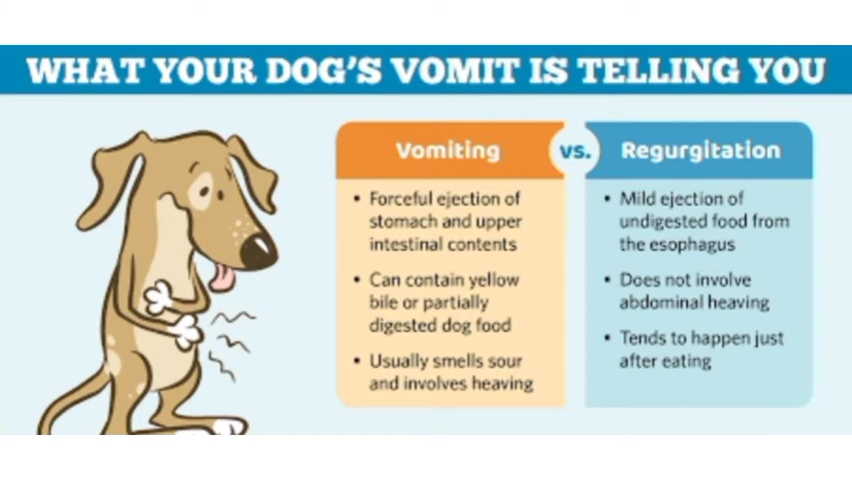 WHAT YOUR DOG'S VOMIT IS TELLING YOU
Vomiting vs. Regurgitation
• Forceful ejection of
stomach and upper
intestinal contents
• Can contain yellow
bile or partially
digested dog food
• Usually smells sour
and involves heaving
• Mild ejection of
undigested food from
the esophagus
• Does not involve
abdominal heaving
• Tends to happen just
after eating